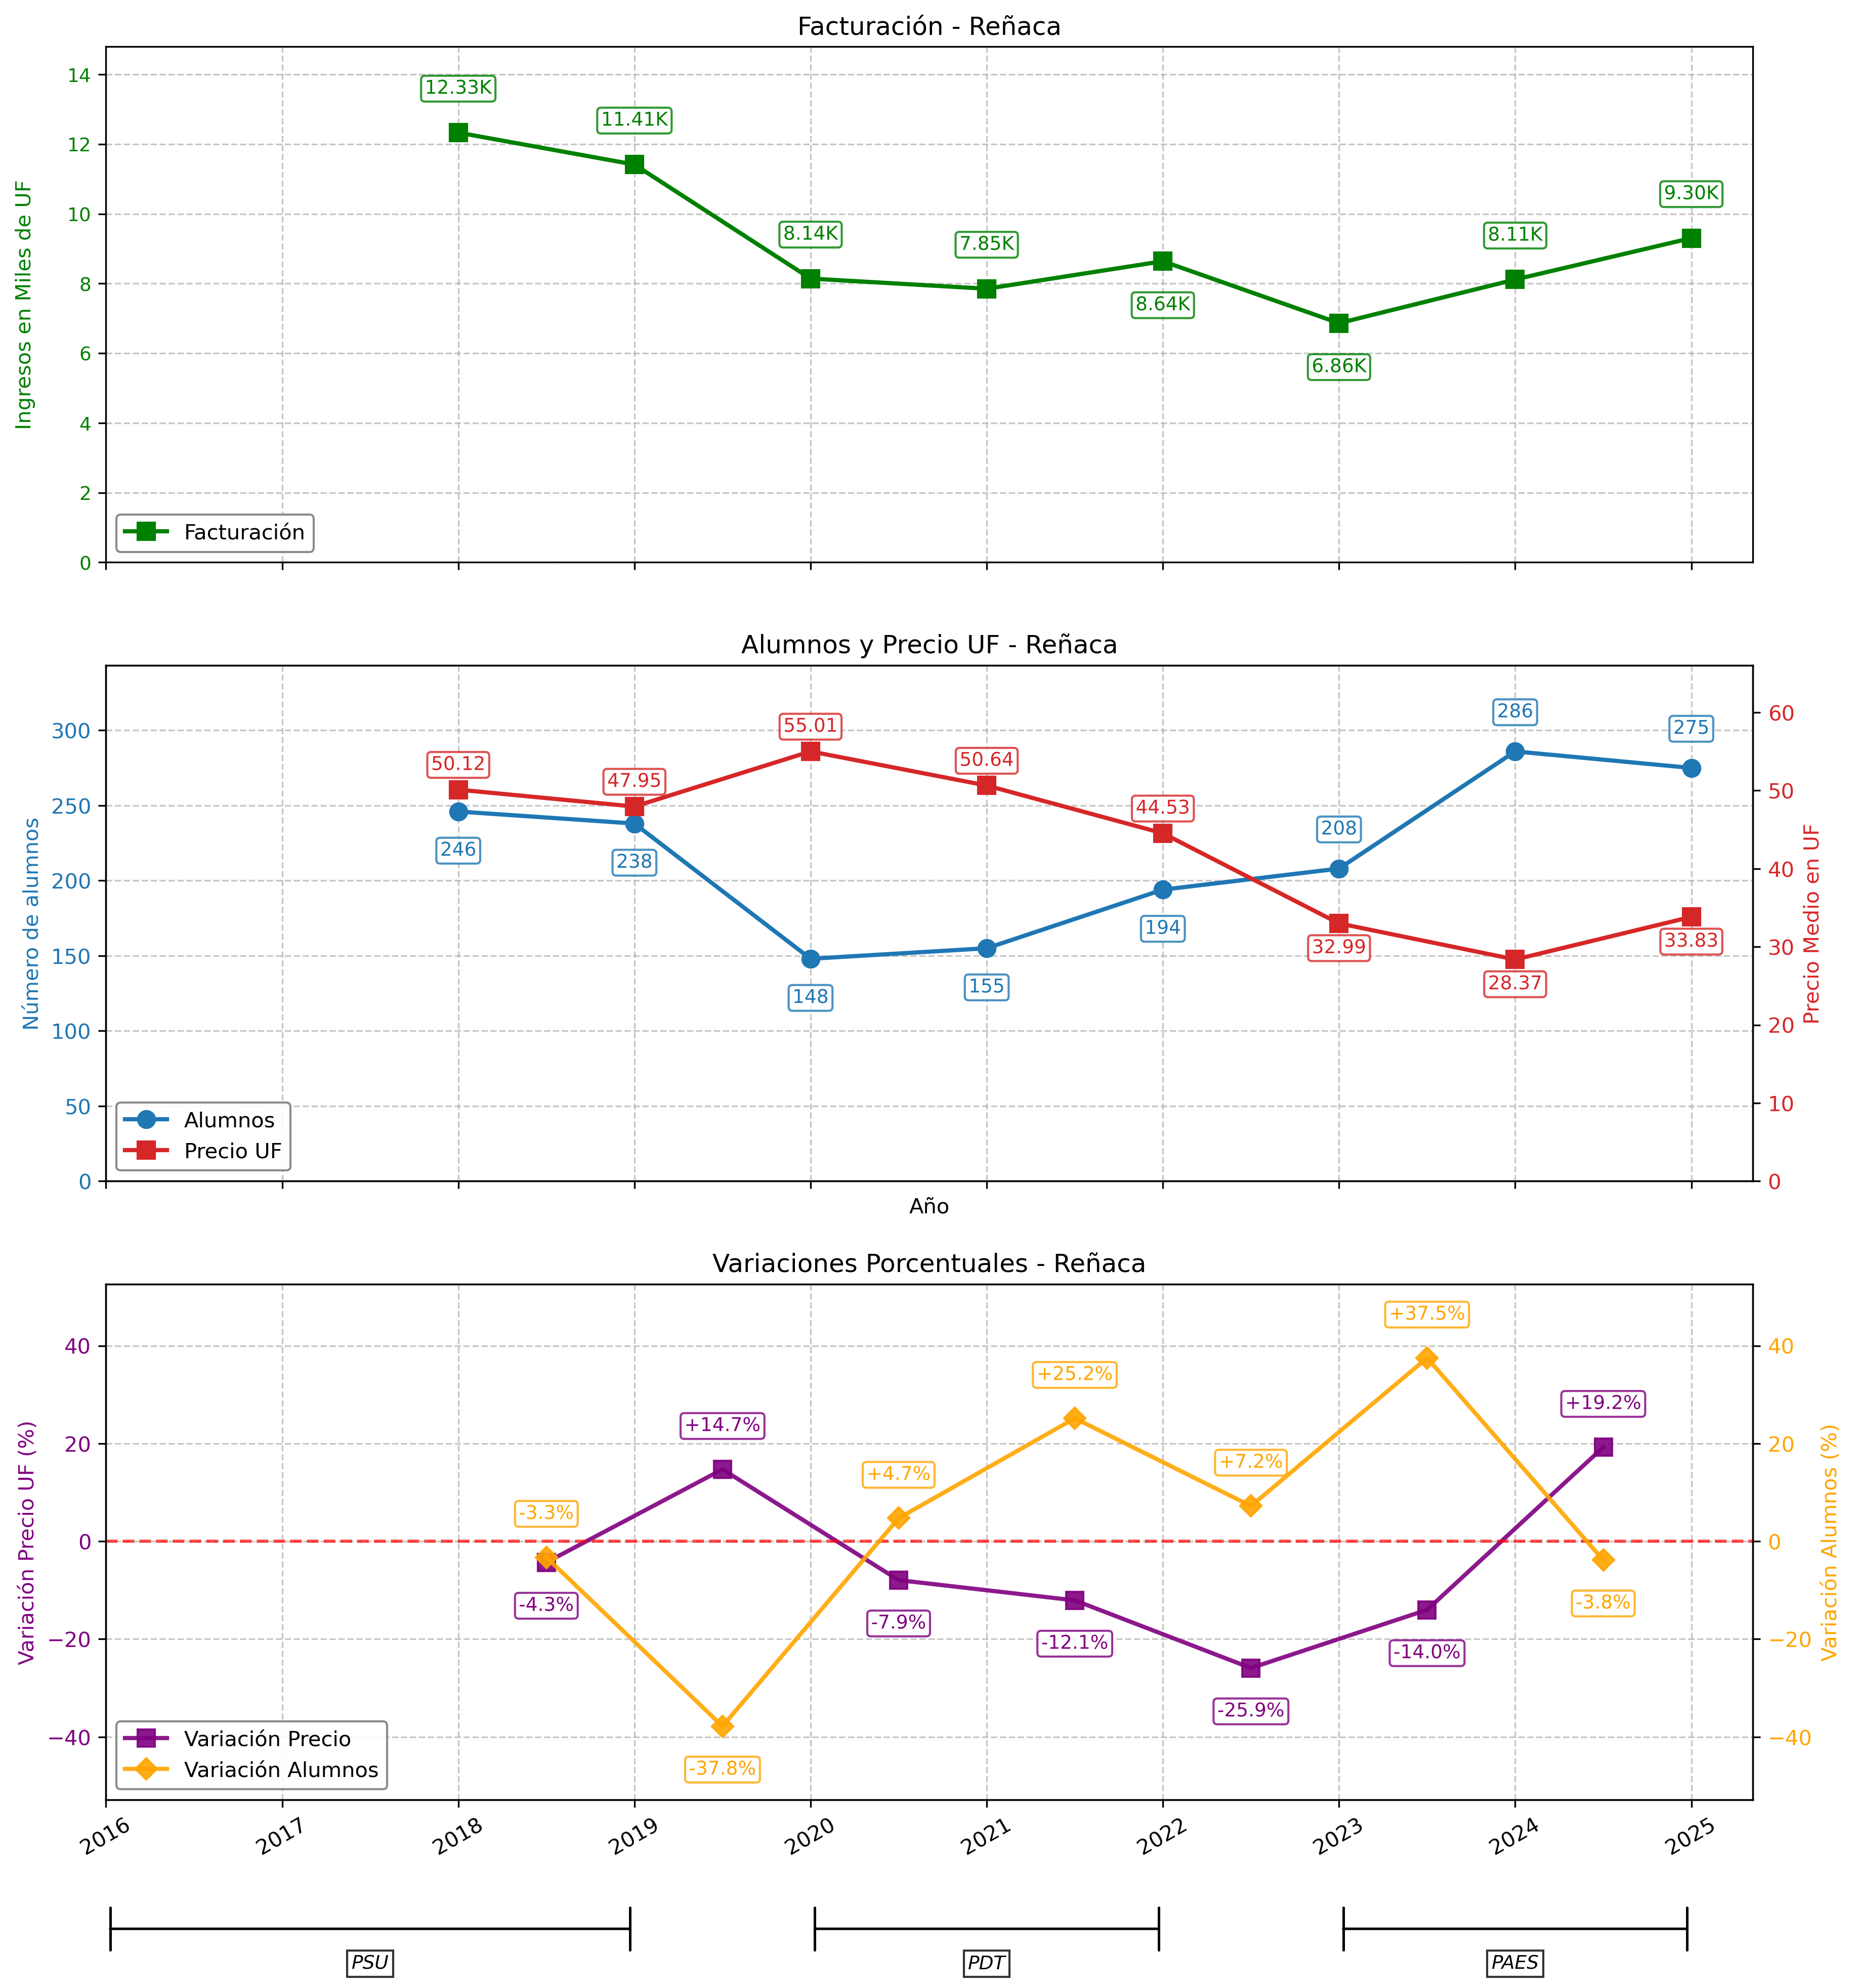 Facturación - Reñaca
Ingresos en Miles de UF
14
12
10
8
6
4
2
0
12.33K
11.41K
8.14K
7.85K
8.64K
6.86K
8.11K
9.30K
Facturación
Alumnos y Precio UF - Reñaca
Número de alumnos
300
250
200
150
100
50
0
50.12
47.95
55.01
50.64
44.53
32.99
28.37
33.83
246
238
148
155
194
208
286
275
60
50
40
30
20
10
0
Precio Medio en UF
Alumnos
Precio UF
Año
Variaciones Porcentuales - Reñaca
Variación Precio UF (%)
40
20
0
−20
−40
-3.3%
-37.8%
+4.7%
+25.2%
+7.2%
+37.5%
-3.8%
-4.3%
+14.7%
-7.9%
-12.1%
-25.9%
-14.0%
+19.2%
40
20
0
−20
−40
Variación Alumnos (%)
Variación Precio
Variación Alumnos
2016
2017
2018
2019
2020
2021
2022
2023
2024
2025
PSU
PDT
PAES